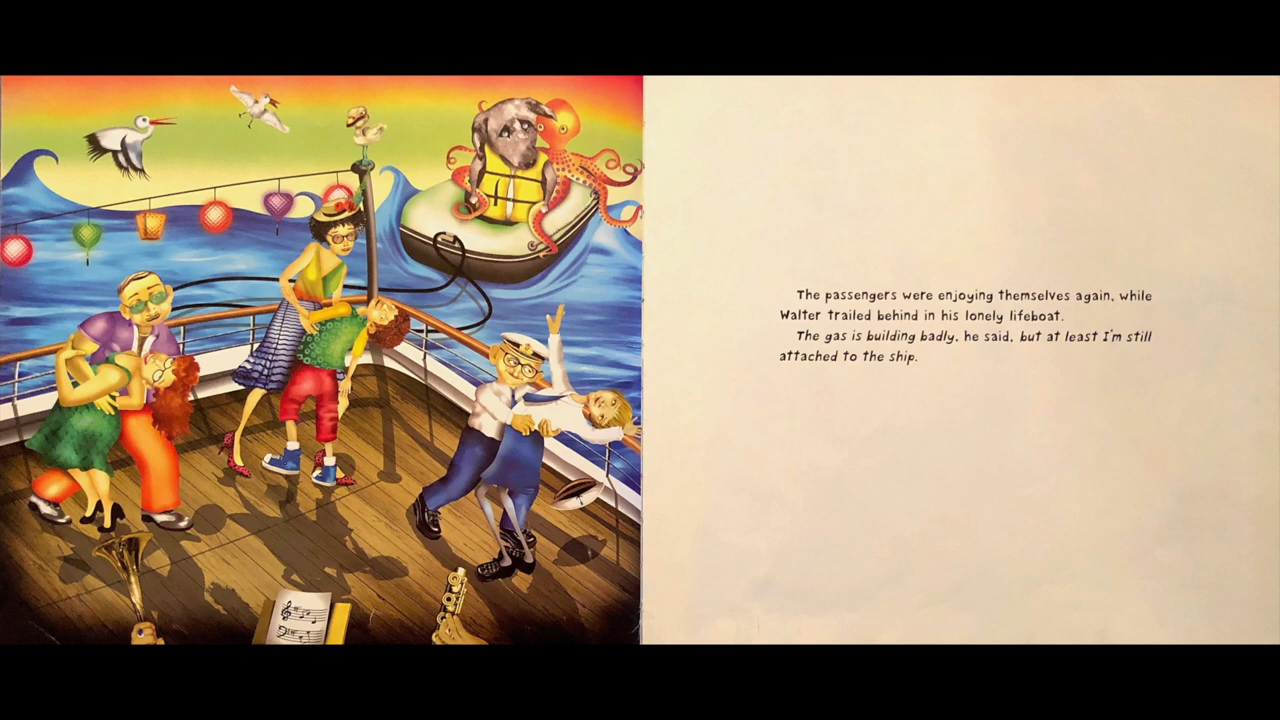 The passengers were enjoying themselves again, while
Walter trailed behind in his lonely lifeboat.
The gas is building badly, he said, but at least I'm still
attached to the ship.